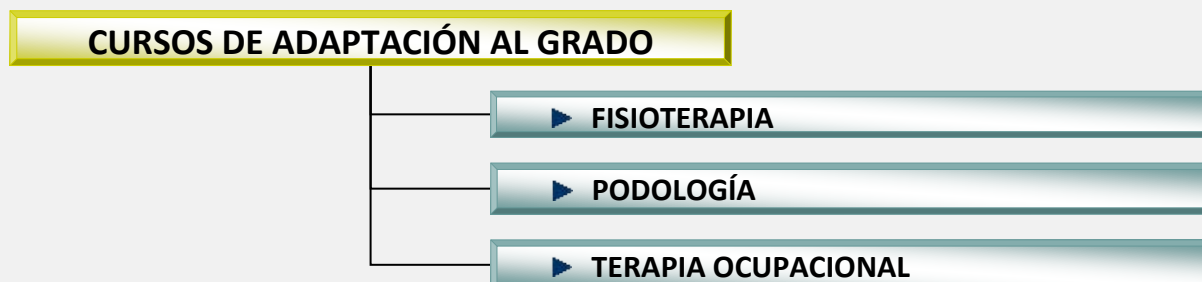 CURSOS DE ADAPTACIÓN AL GRADO
FISIOTERAPIA
PODOLOGÍA
TERAPIA OCUPACIONAL